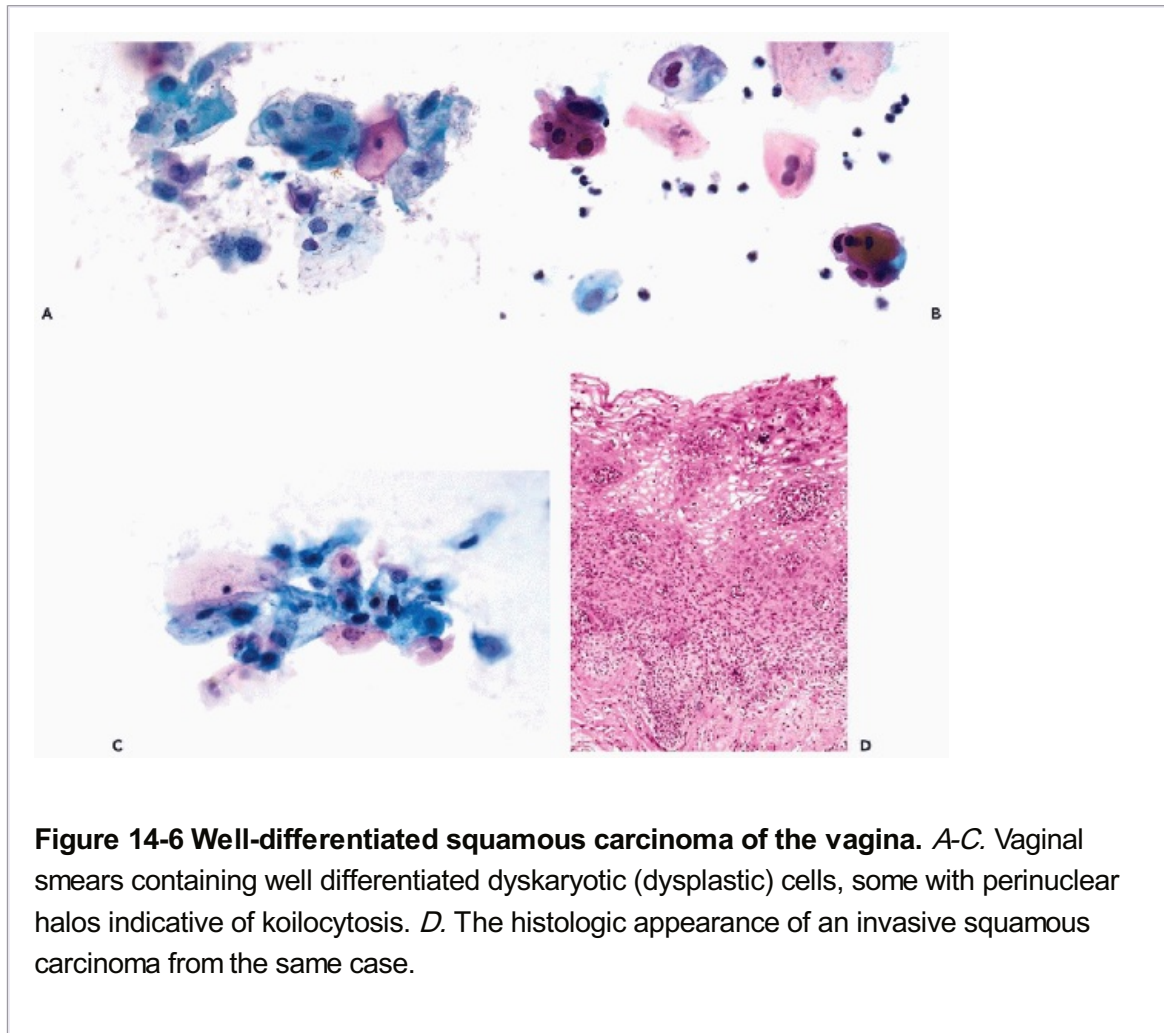 A
B
C
D
Figure 14-6 Well-differentiated squamous carcinoma of the vagina. A-C. Vaginal
smears containing well differentiated dyskaryotic (dysplastic) cells, some with perinuclear
halos indicative of koilocytosis. D. The histologic appearance of an invasive squamous
carcinoma from the same case.